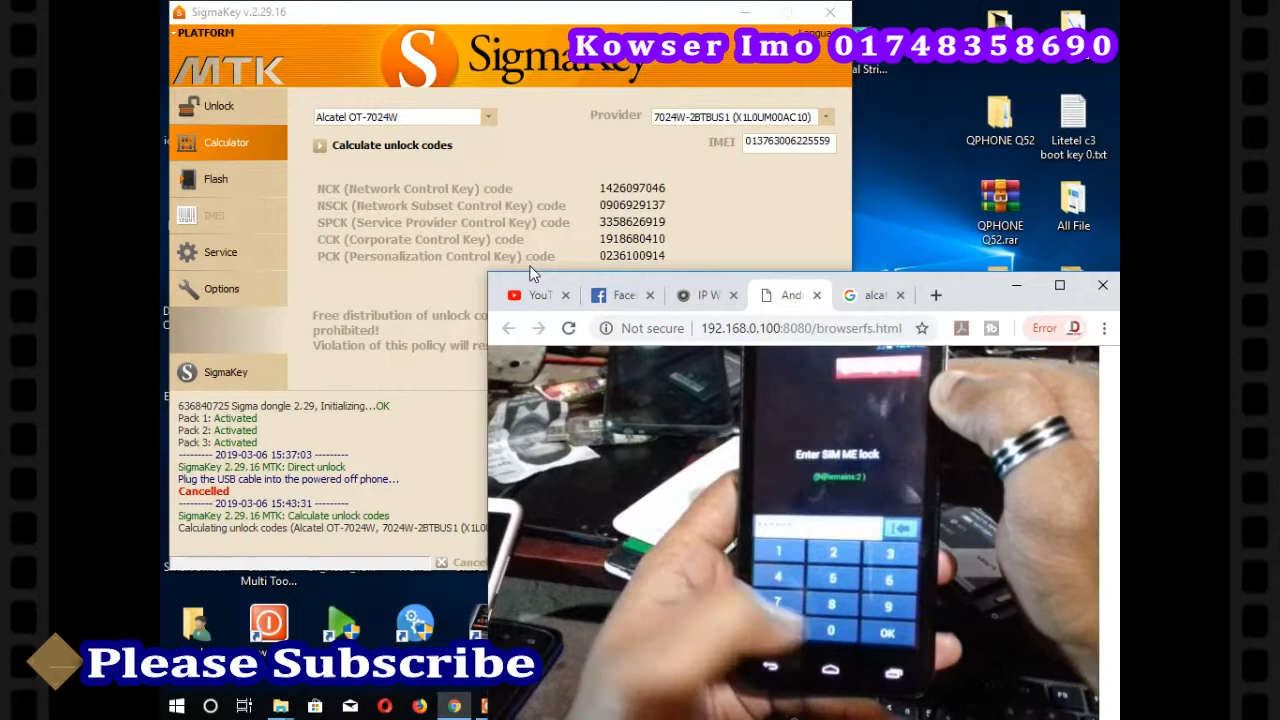 SigmaKey v.2.29.16
PLATFORM
MTK
S
Kowser Imo 01748358690
Unlock
Calculator
Flash
IMEI
Service
Options
S SigmaKey
Alcatel OT-7024W
Provider
7024W-2BTBUS1 (X1L0UM00AC10)
Calculate unlock codes
IMEI
013763006225559
NCK (Network Control Key) code 1426097046
NSCK (Network Subset Control Key) code 0906929137
SPCK (Service Provider Control Key) code 3358626919
CCK (Corporate Control Key) code 1918680410
PCK (Personalization Control Key) code 0236100914
Free distribution of unlock
prohibited!
Violation of this policy will
636840725 Sigma dongle 2.29, Initializing...OK
Pack 1: Activated
Pack 2: Activated
Pack 3: Activated
--------- 2019-03-06 15:37:03 ---------
SigmaKey 2.29.16 MTK: Direct unlock
Plug the USB cable into the powered off phone...
Cancelled
--------- 2019-03-06 15:43:31 ---------
SigmaKey 2.29.16 MTK: Calculate unlock codes
Calculating unlock codes (Alcatel OT-7024W, 7024W-2BTBUS1 (X1L0
al Stri...
QPHONE Q52
Litetel c3
boot key 0.txt
QPHONE
Q52.rar
All File
YouT
Face
IP W
And
alca
Not secure
192.168.0.100:8080/browserfs.html
Error
Enter SIM ME lock
1 2 3
4 5 6
7 8 9
0 OK
Multi Too...
Please Subscribe